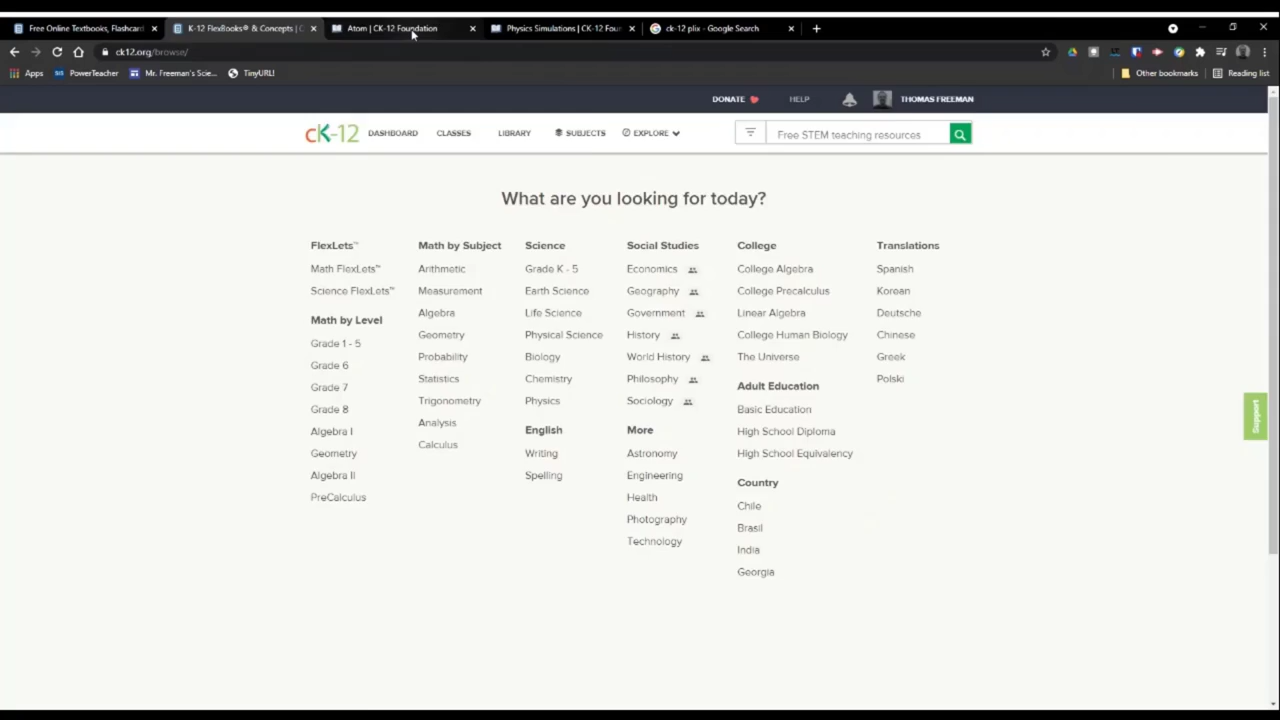 Free Online Textbooks, Flashcard
K-12 FlexBooks® & Concepts | C
Atom | CK-12 Foundation
Physics Simulations | CK-12 Four
ck-12 plix - Google Search
ck12.org/browse/
Apps
PowerTeacher
Mr. Freeman's Scie...
TinyURL!
Other bookmarks
Reading list
DONATE
HELP
THOMAS FREEMAN
cK-12
DASHBOARD
CLASSES
LIBRARY
SUBJECTS
EXPLORE
Free STEM teaching resources
What are you looking for today?
FlexLets™
Math FlexLets™
Science FlexLets™
Math by Level
Grade 1 - 5
Grade 6
Grade 7
Grade 8
Algebra I
Geometry
Algebra II
PreCalculus
Math by Subject
Arithmetic
Measurement
Algebra
Geometry
Probability
Statistics
Trigonometry
Analysis
Calculus
Science
Grade K - 5
Earth Science
Life Science
Physical Science
Biology
Chemistry
Physics
English
Writing
Spelling
Social Studies
Economics
Geography
Government
History
World History
Philosophy
Sociology
More
Astronomy
Engineering
Health
Photography
Technology
College
College Algebra
College Precalculus
Linear Algebra
College Human Biology
The Universe
Adult Education
Basic Education
High School Diploma
High School Equivalency
Country
Chile
Brasil
India
Georgia
Translations
Spanish
Korean
Deutsche
Chinese
Greek
Polski
Support